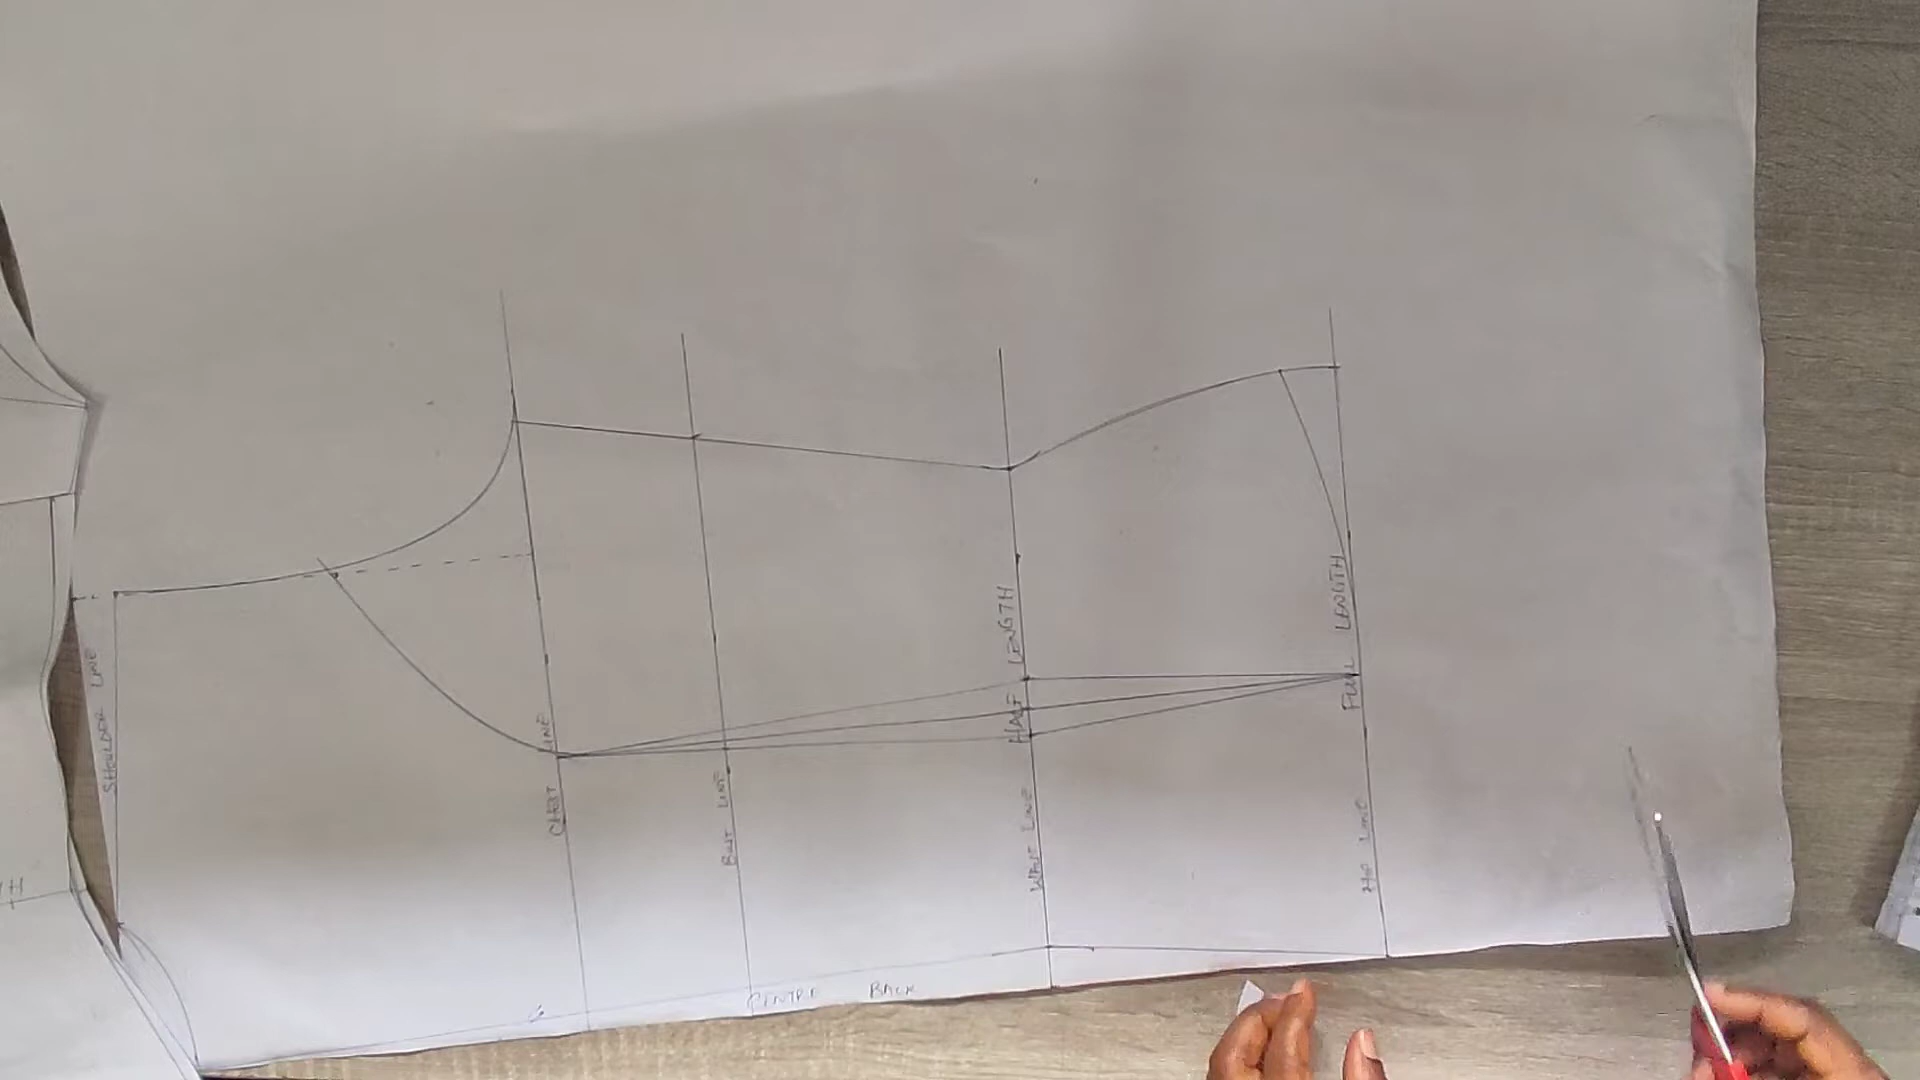 SHOULDER LINE
CHEST LINE
BUST LINE
WAIST LINE HALF LENGTH
HIP LINE FULL LENGTH
CENTRE BACK